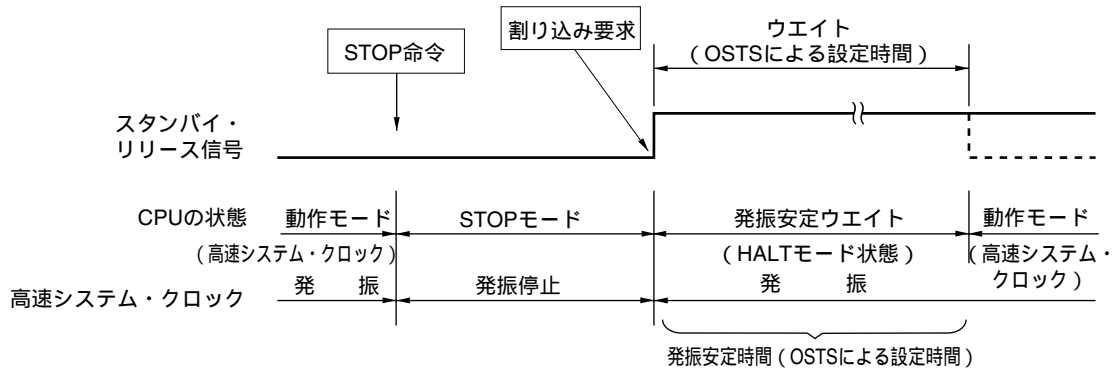 STOP命令
割り込み要求
ウエイト
（OSTSによる設定時間）
スタンバイ・
リリース信号
CPUの状態
動作モード
STOPモード
発振安定ウエイト
動作モード
（高速システム・クロック）
（HALTモード状態）
（高速システム・
クロック）
高速システム・クロック
発　振
発振停止
発　振
発振安定時間（OSTSによる設定時間）